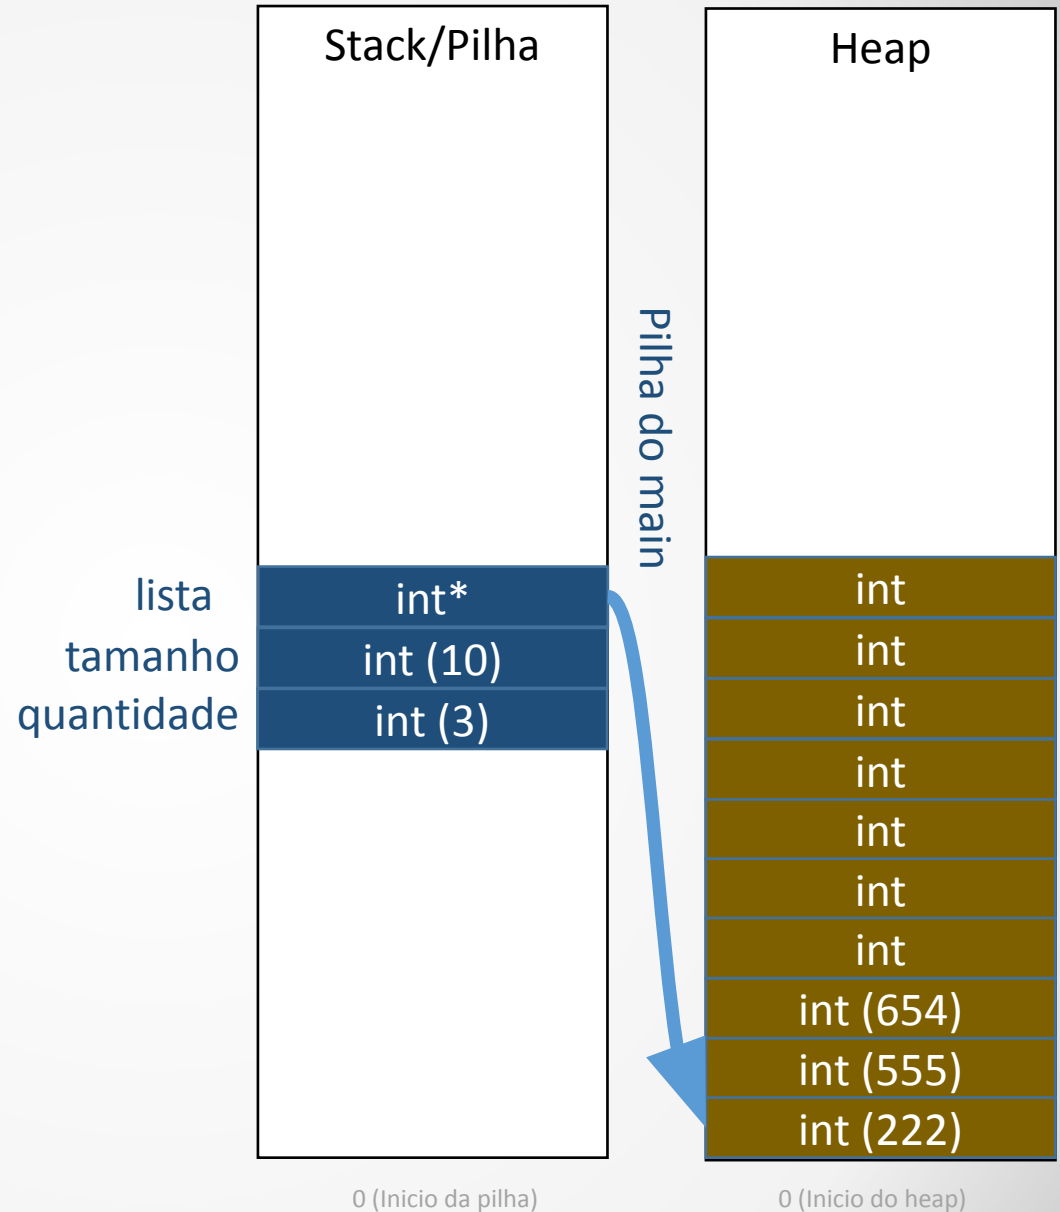 Stack/Pilha
Heap
Pilha do main
lista
int*
tamanho
int (10)
quantidade
int (3)
int
int
int
int
int
int
int
int (654)
int (555)
int (222)
0 (Inicio da pilha)
0 (Inicio do heap)